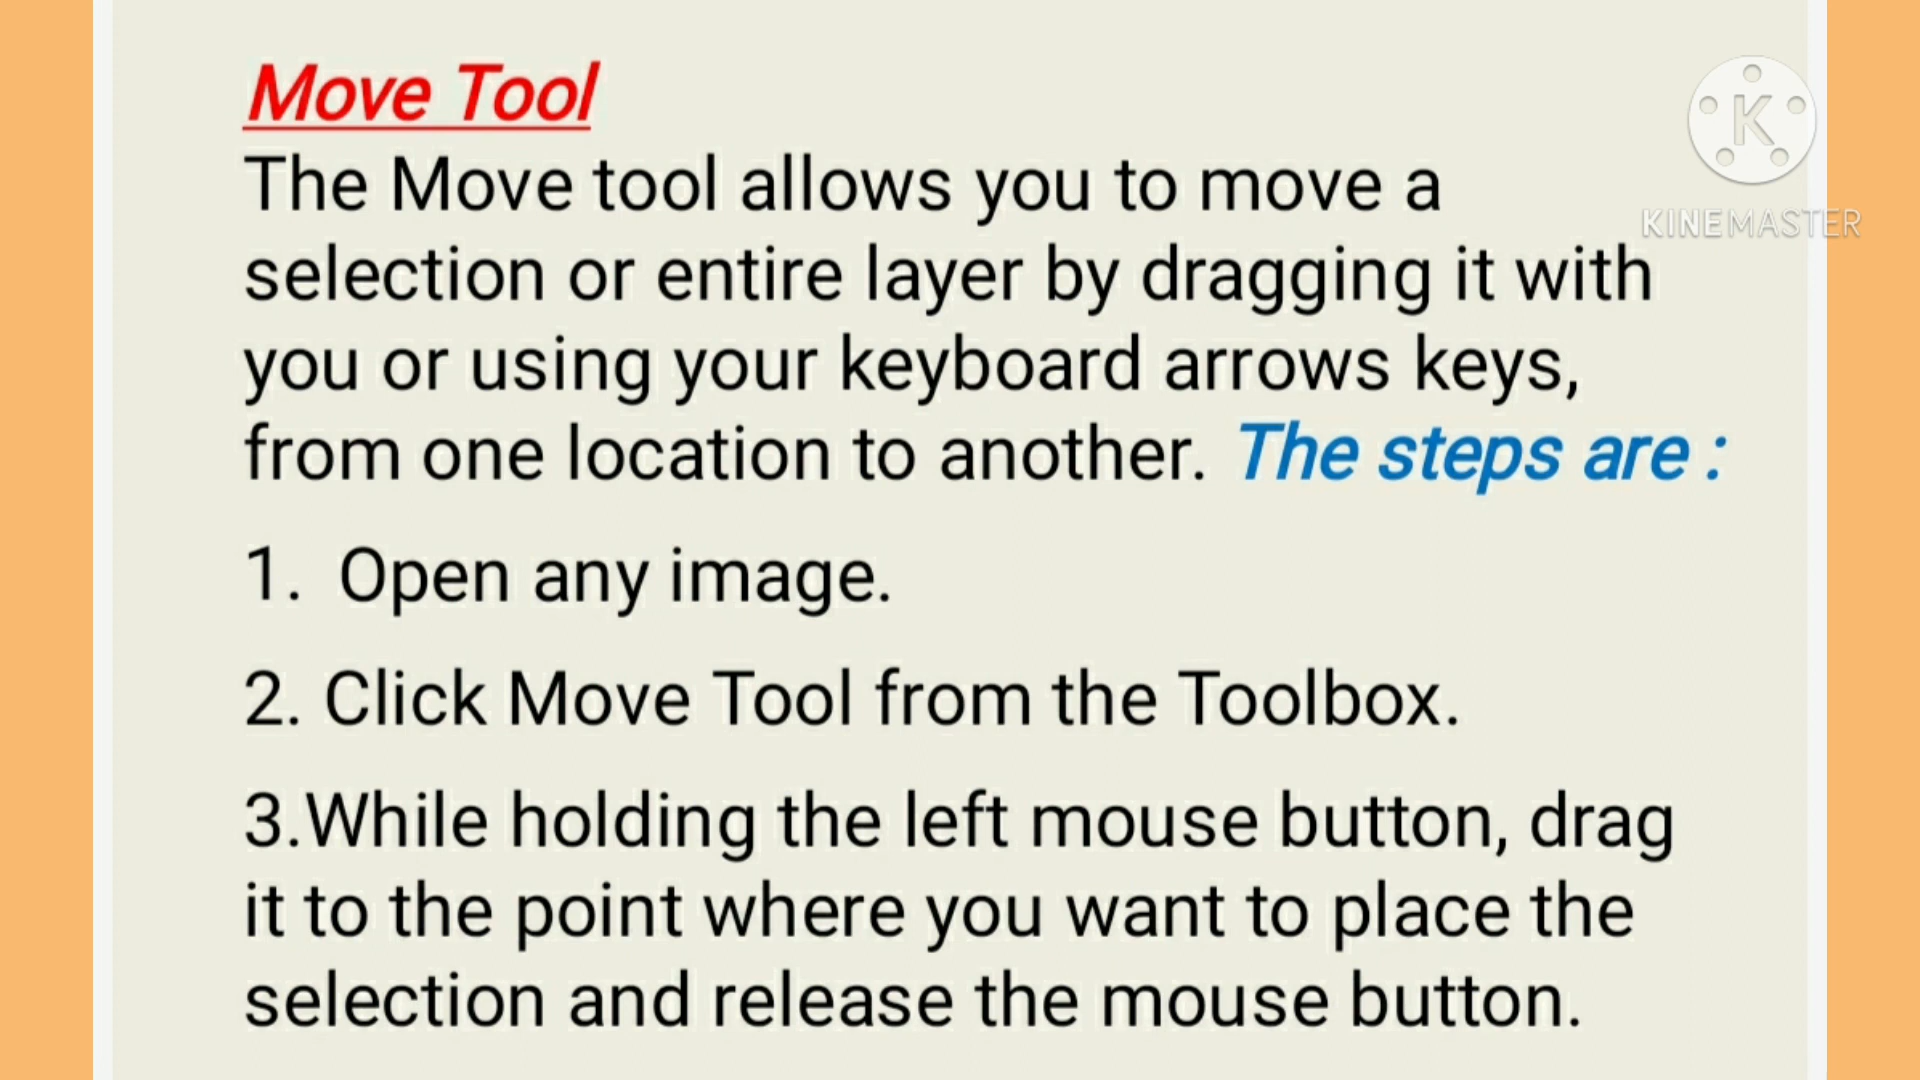 Move Tool
The Move tool allows you to move a
selection or entire layer by dragging it with
you or using your keyboard arrows keys,
from one location to another. The steps are :
1. Open any image.
2. Click Move Tool from the Toolbox.
3.While holding the left mouse button, drag
it to the point where you want to place the
selection and release the mouse button.
K
KINEMASTER